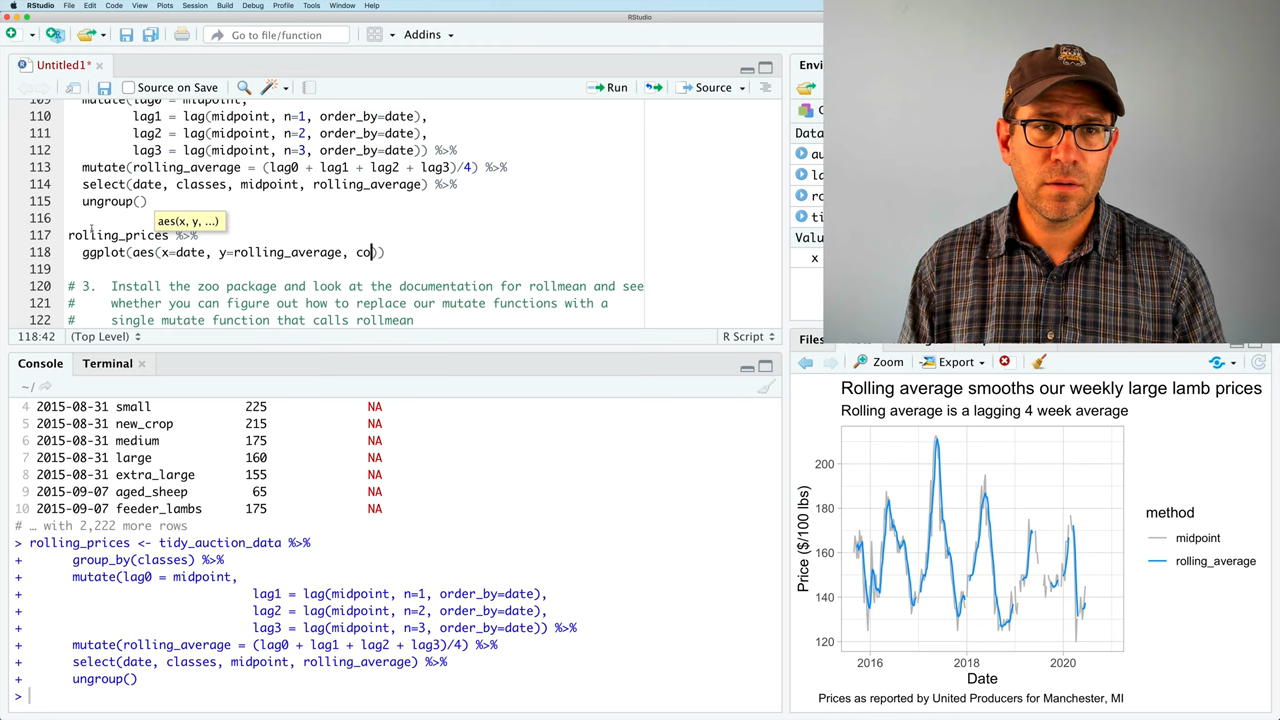 RStudio File Edit Code View Plots Session Build Debug Profile Tools Window Help
RStudio
Go to file/function
Addins
Untitled1*
Source on Save
Run
Source
109 mutate(lag0 = midpoint,
110 lag1 = lag(midpoint, n=1, order_by=date),
111 lag2 = lag(midpoint, n=2, order_by=date),
112 lag3 = lag(midpoint, n=3, order_by=date)) %>%
113 mutate(rolling_average = (lag0 + lag1 + lag2 + lag3)/4) %>%
114 select(date, classes, midpoint, rolling_average) %>%
115 ungroup()
116 aes(x, y, ...)
117 rolling_prices %>%
118 ggplot(aes(x=date, y=rolling_average, co))
119
120 # 3. Install the zoo package and look at the documentation for rollmean and see
121 # whether you can figure out how to replace our mutate functions with a
122 # single mutate function that calls rollmean
118:42 (Top Level) R Script
Console Terminal
~/
4 2015-08-31 small 225 NA
5 2015-08-31 new_crop 215 NA
6 2015-08-31 medium 175 NA
7 2015-08-31 large 160 NA
8 2015-08-31 extra_large 155 NA
9 2015-09-07 aged_sheep 65 NA
10 2015-09-07 feeder_lambs 175 NA
# … with 2,222 more rows
> rolling_prices <- tidy_auction_data %>%
+ group_by(classes) %>%
+ mutate(lag0 = midpoint,
+ lag1 = lag(midpoint, n=1, order_by=date),
+ lag2 = lag(midpoint, n=2, order_by=date),
+ lag3 = lag(midpoint, n=3, order_by=date)) %>%
+ mutate(rolling_average = (lag0 + lag1 + lag2 + lag3)/4) %>%
+ select(date, classes, midpoint, rolling_average) %>%
+ ungroup()
>
Envi
Data
au
la
ro
ti
Valu
x
Files
Zoom Export
Rolling average smooths our weekly large lamb prices
Rolling average is a lagging 4 week average
Price ($/100 lbs)
200
180
160
140
120
2016 2018 2020
Date
method
midpoint
rolling_average
Prices as reported by United Producers for Manchester, MI